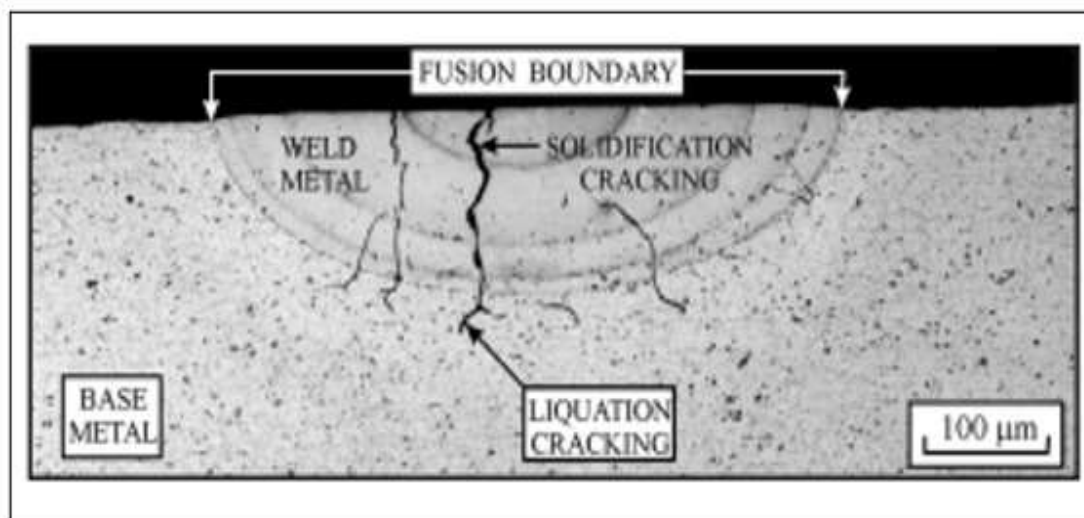 FUSION BOUNDARY
WELD
METAL
SOLIDIFICATION
CRACKING
BASE
METAL
LIQUATION
CRACKING
100 μm